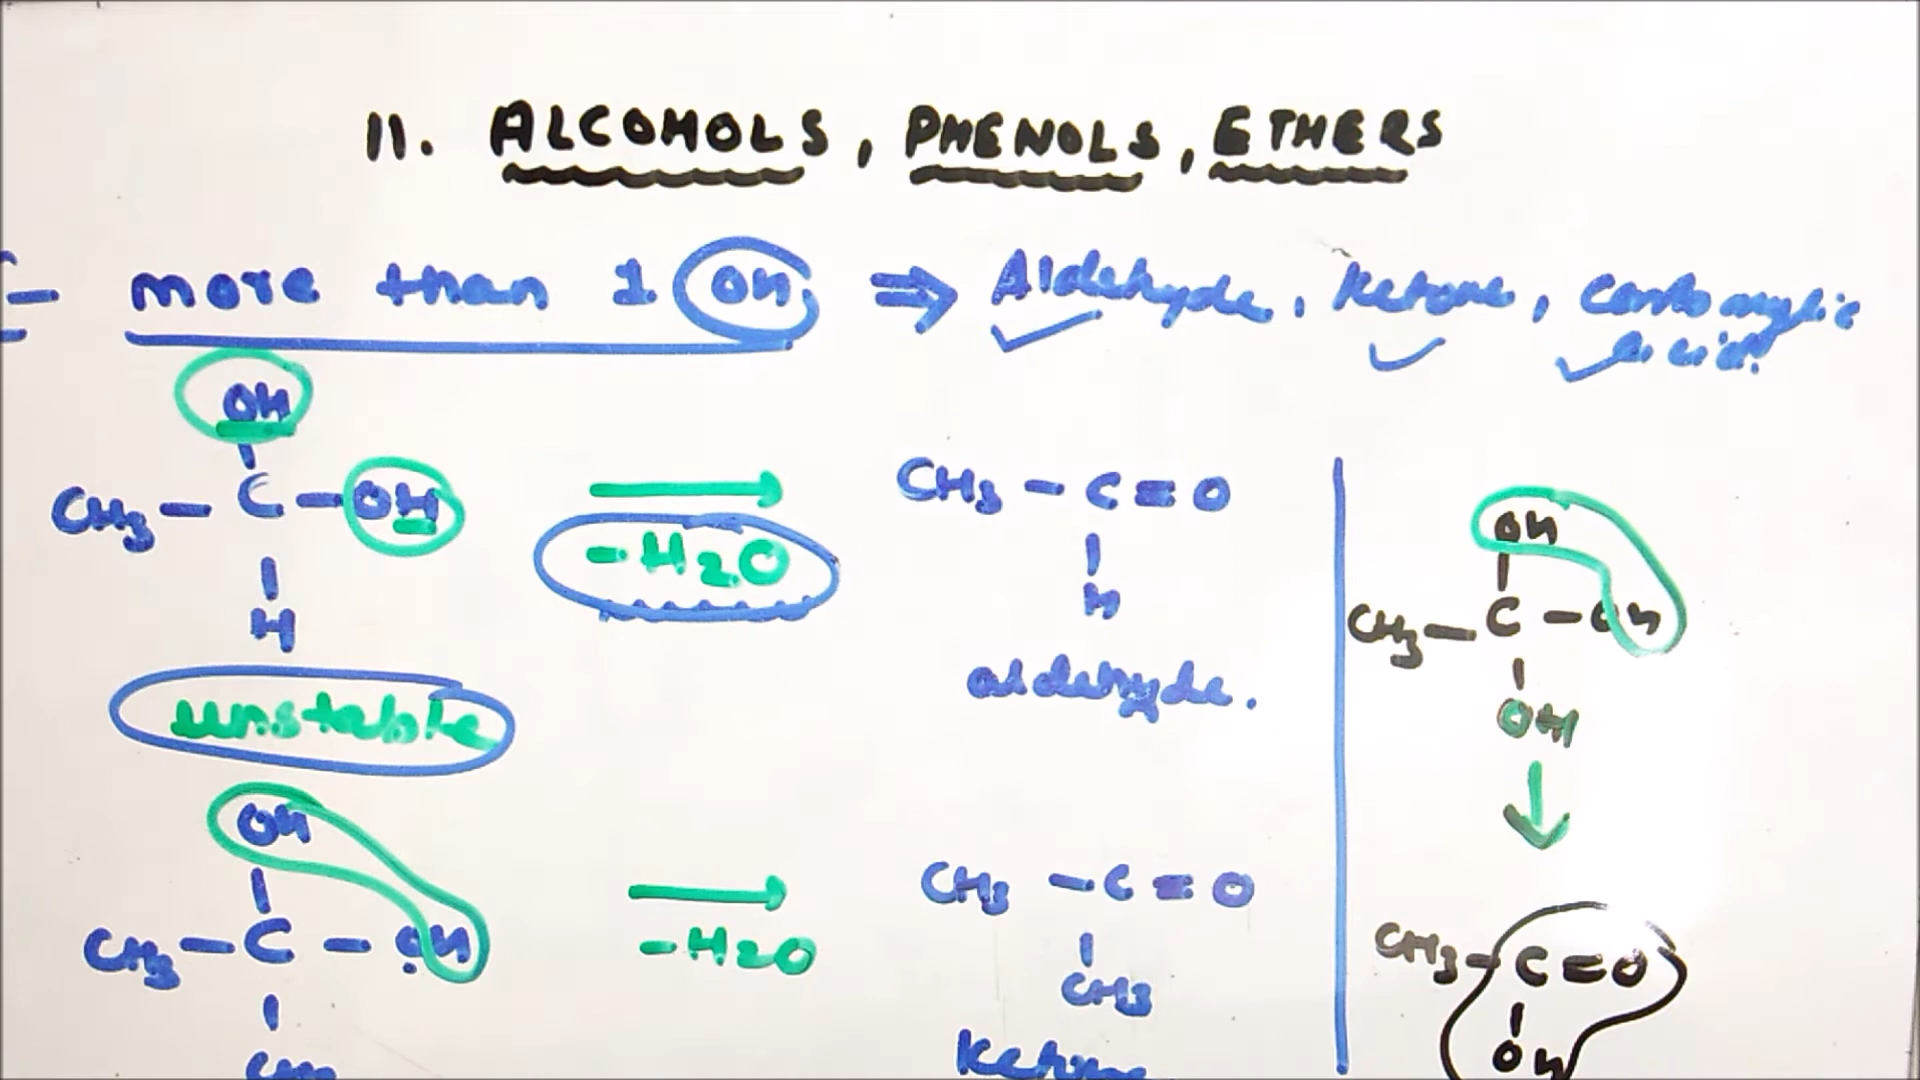 11. ALCOHOLS, PHENOLS, ETHERS
more than 1 OH ⇒ Aldehyde, Ketone, Carboxylic
acid.
OH
CH3 - C - OH
H
unstable
→
- H2O
CH3 - C = O
H
aldehyde.
OH
CH3 - C - OH
→
- H2O
CH3 - C = O
CH3
Ketone
OH
CH3 - C - OH
OH
↓
CH3 - C = O
OH